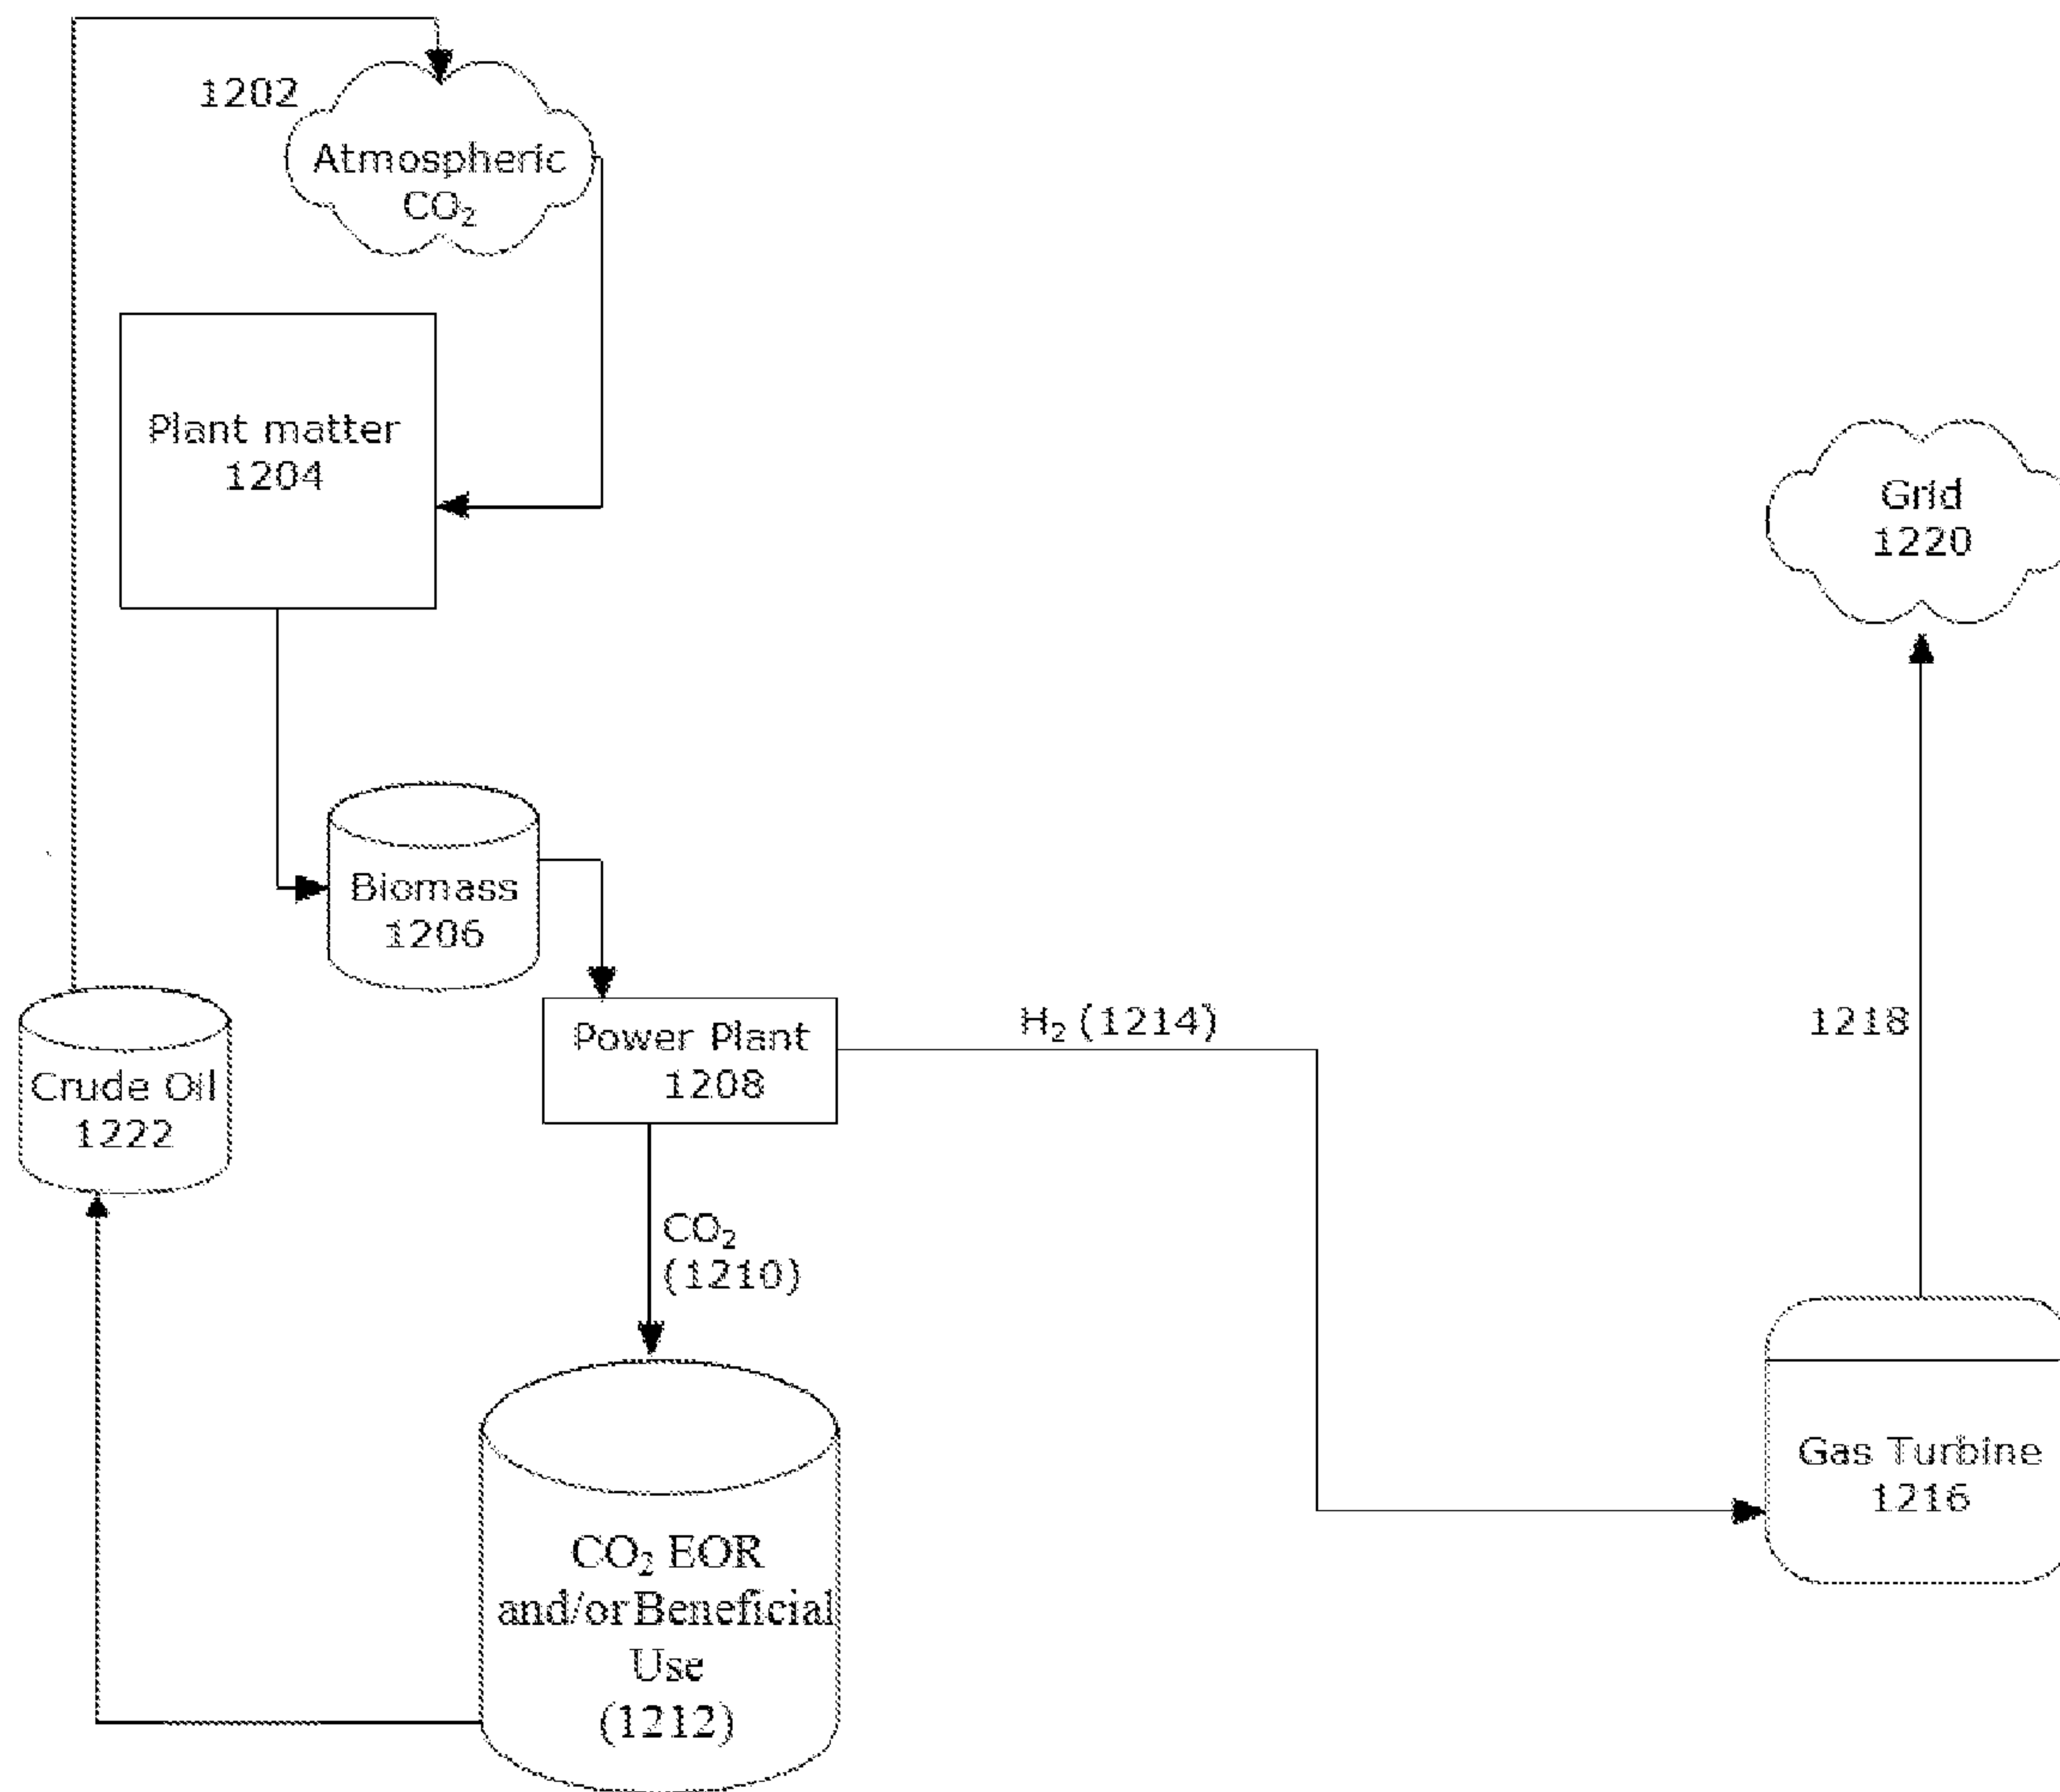 1202
Atmospheric
CO₂
Plant matter
1204
Grid
1220
Biomass
1206
Power Plant
1208
H₂ (1214)
1218
Crude Oil
1222
CO₂
(1210)
Gas Turbine
1216
CO₂ EOR
and/or Beneficial
Use
(1212)